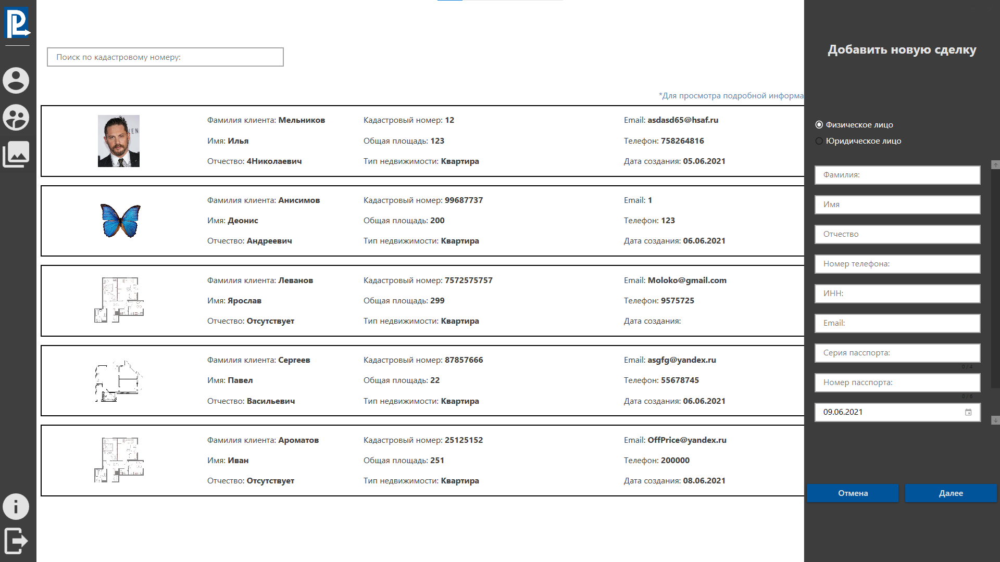 PL
Поиск по кадастровому номеру:
*Для просмотра подробной информа
Фамилия клиента: Мельников
Имя: Илья
Отчество: 4Николаевич
Кадастровый номер: 12
Общая площадь: 123
Тип недвижимости: Квартира
Email: asdasd65@hsaf.ru
Телефон: 758264816
Дата создания: 05.06.2021
Фамилия клиента: Анисимов
Имя: Деонис
Отчество: Андреевич
Кадастровый номер: 99687737
Общая площадь: 200
Тип недвижимости: Квартира
Email: 1
Телефон: 123
Дата создания: 06.06.2021
Фамилия клиента: Леванов
Имя: Ярослав
Отчество: Отсутствует
Кадастровый номер: 7572575757
Общая площадь: 299
Тип недвижимости: Квартира
Email: Moloko@gmail.com
Телефон: 9575725
Дата создания:
Фамилия клиента: Сергеев
Имя: Павел
Отчество: Васильевич
Кадастровый номер: 87857666
Общая площадь: 22
Тип недвижимости: Квартира
Email: asgfg@yandex.ru
Телефон: 55678745
Дата создания: 06.06.2021
Фамилия клиента: Ароматов
Имя: Иван
Отчество: Отсутствует
Кадастровый номер: 25125152
Общая площадь: 251
Тип недвижимости: Квартира
Email: OffPrice@yandex.ru
Телефон: 200000
Дата создания: 08.06.2021
Добавить новую сделку
Физическое лицо
Юридическое лицо
Фамилия:
Имя
Отчество
Номер телефона:
ИНН:
Email:
Серия пасспорта:
0 / 4
Номер пасспорта:
0 / 6
09.06.2021
Отмена
Далее